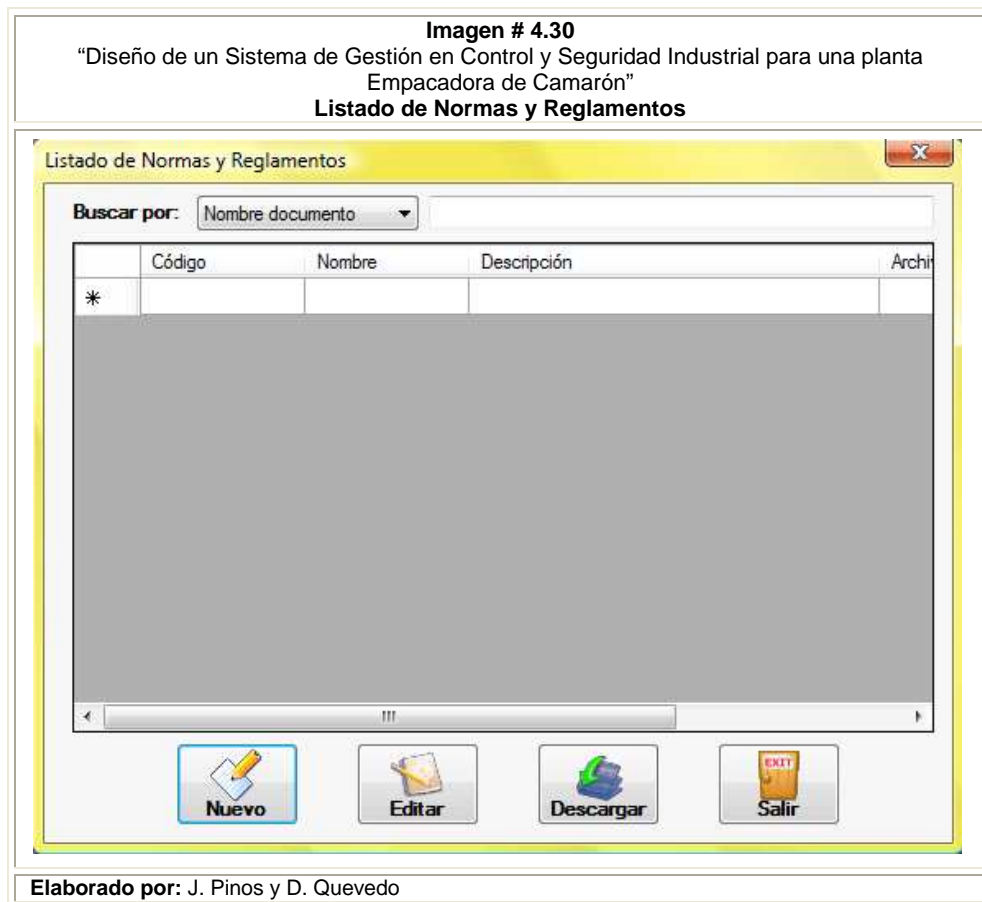 Imagen # 4.30
“Diseño de un Sistema de Gestión en Control y Seguridad Industrial para una planta
Empacadora de Camarón”
Listado de Normas y Reglamentos
Listado de Normas y Reglamentos
Buscar por: Nombre documento
Código Nombre Descripción Archi
Nuevo Editar Descargar EXIT Salir
Elaborado por: J. Pinos y D. Quevedo